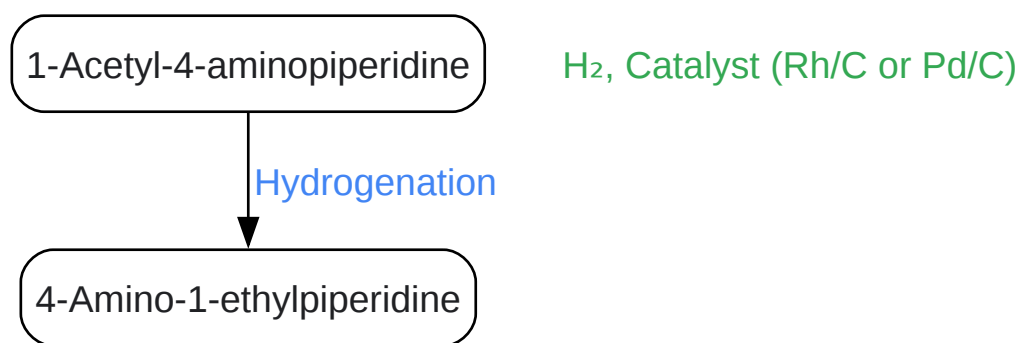 1-Acetyl-4-aminopiperidine
H₂, Catalyst (Rh/C or Pd/C)
Hydrogenation
4-Amino-1-ethylpiperidine